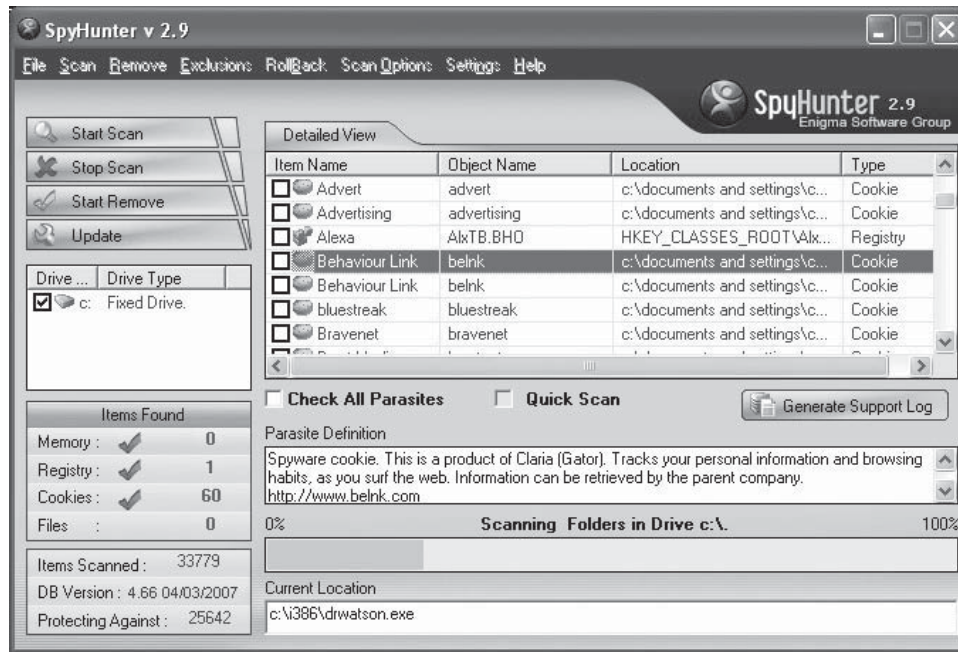 SpyHunter v 2.9
File Scan Remove Exclusions RollBack Scan Options Settings Help
SpyHunter 2.9
Enigma Software Group
Start Scan
Stop Scan
Start Remove
Update
Drive ... Drive Type
c: Fixed Drive.
Items Found
Memory : 0
Registry : 1
Cookies : 60
Files : 0
Items Scanned : 33779
DB Version : 4.66 04/03/2007
Protecting Against : 25642
Detailed View
Item Name Object Name Location Type
Advert advert c:\documents and settings\c... Cookie
Advertising advertising c:\documents and settings\c... Cookie
Alexa AlxTB.BHO HKEY_CLASSES_ROOT\Alx... Registry
Behaviour Link belnk c:\documents and settings\c... Cookie
Behaviour Link belnk c:\documents and settings\c... Cookie
bluestreak bluestreak c:\documents and settings\c... Cookie
Bravenet bravenet c:\documents and settings\c... Cookie
Check All Parasites Quick Scan
Generate Support Log
Parasite Definition
Spyware cookie. This is a product of Claria (Gator). Tracks your personal information and browsing
habits, as you surf the web. Information can be retrieved by the parent company.
http://www.belnk.com
0% Scanning Folders in Drive c:\. 100%
Current Location
c:\i386\drwatson.exe